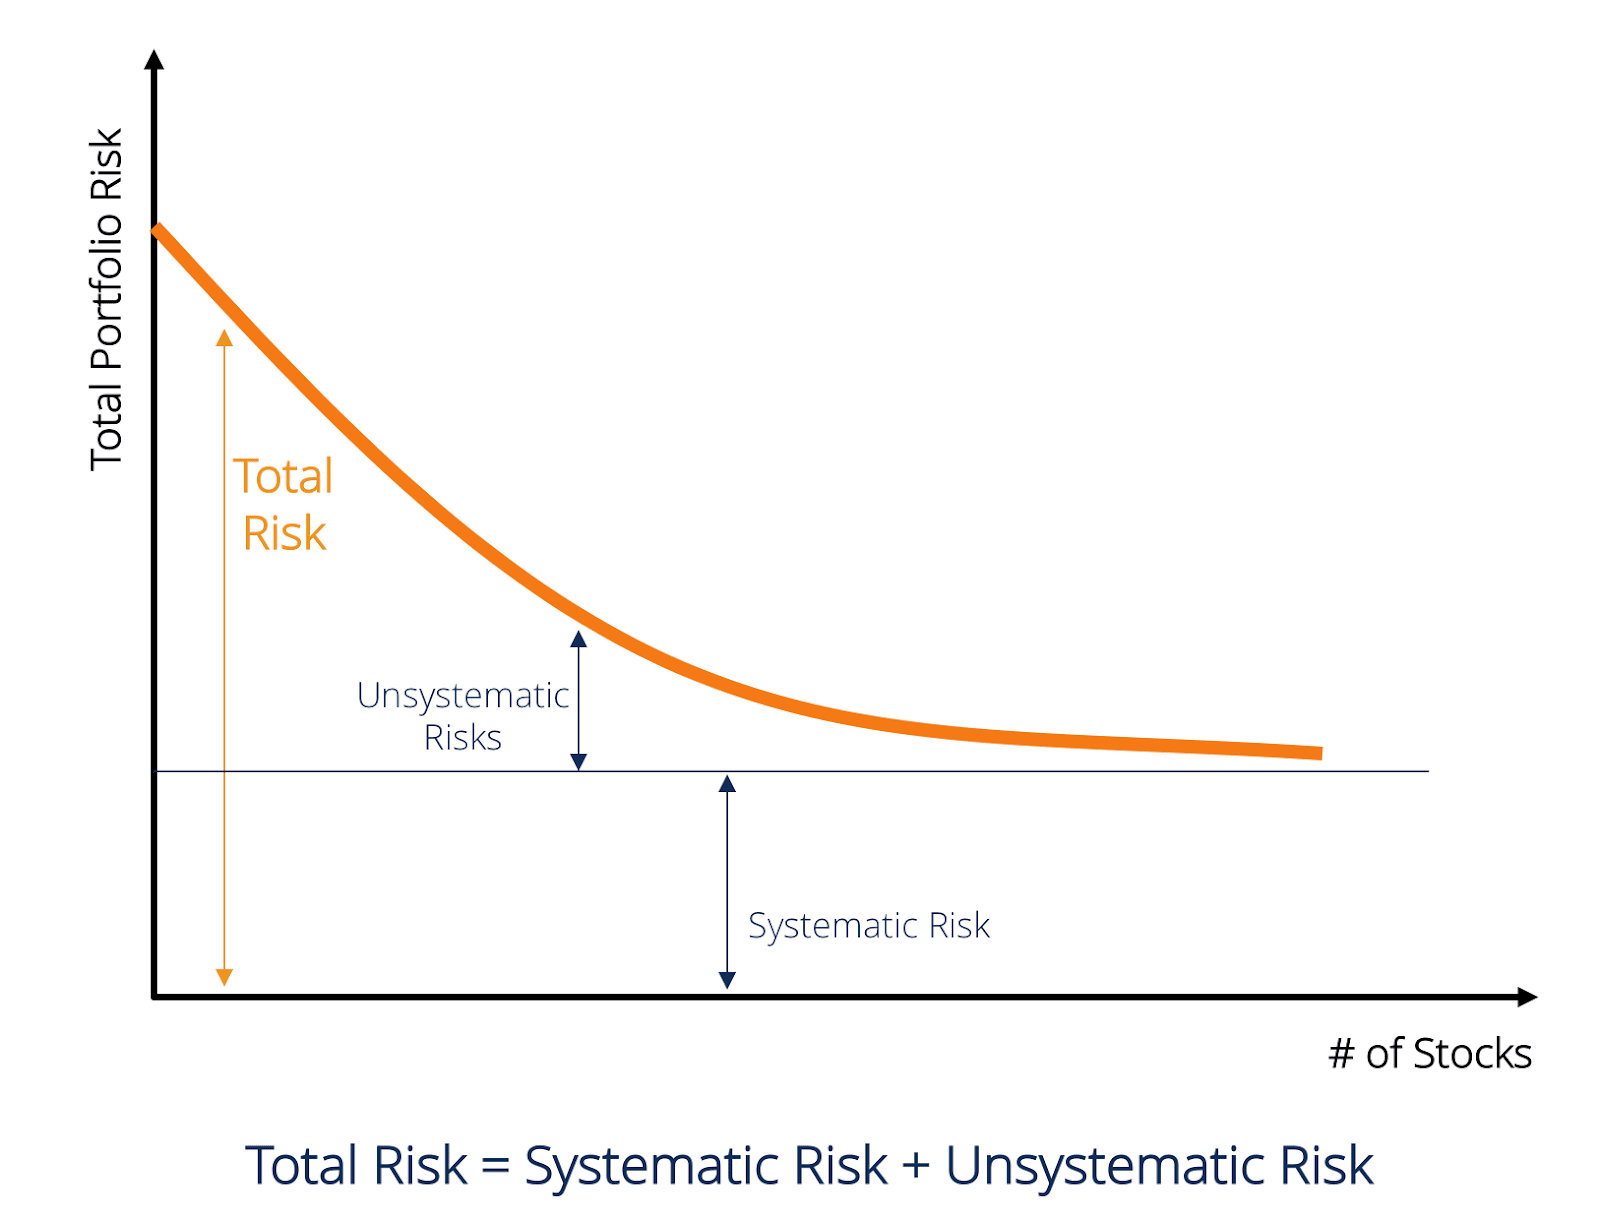 Total Portfolio Risk
Total
Risk
Unsystematic
Risks
Systematic Risk
# of Stocks
Total Risk = Systematic Risk + Unsystematic Risk